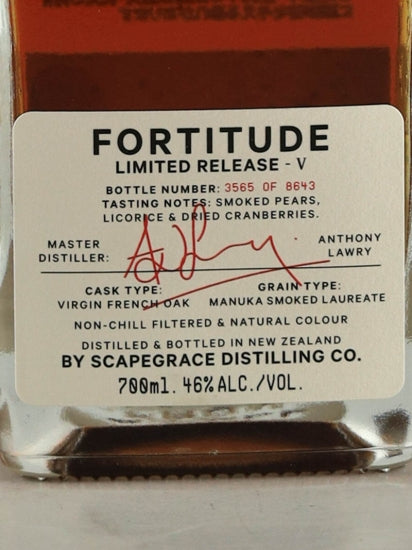 FORTITUDE
LIMITED RELEASE - V
BOTTLE NUMBER: 3565 OF 8643
TASTING NOTES: SMOKED PEARS,
LICORICE & DRIED CRANBERRIES.
MASTER DISTILLER:
ANTHONY LAWRY
CASK TYPE:
VIRGIN FRENCH OAK
GRAIN TYPE:
MANUKA SMOKED LAUREATE
NON-CHILL FILTERED & NATURAL COLOUR
DISTILLED & BOTTLED IN NEW ZEALAND
BY SCAPEGRACE DISTILLING CO.
700ml. 46% ALC./VOL.